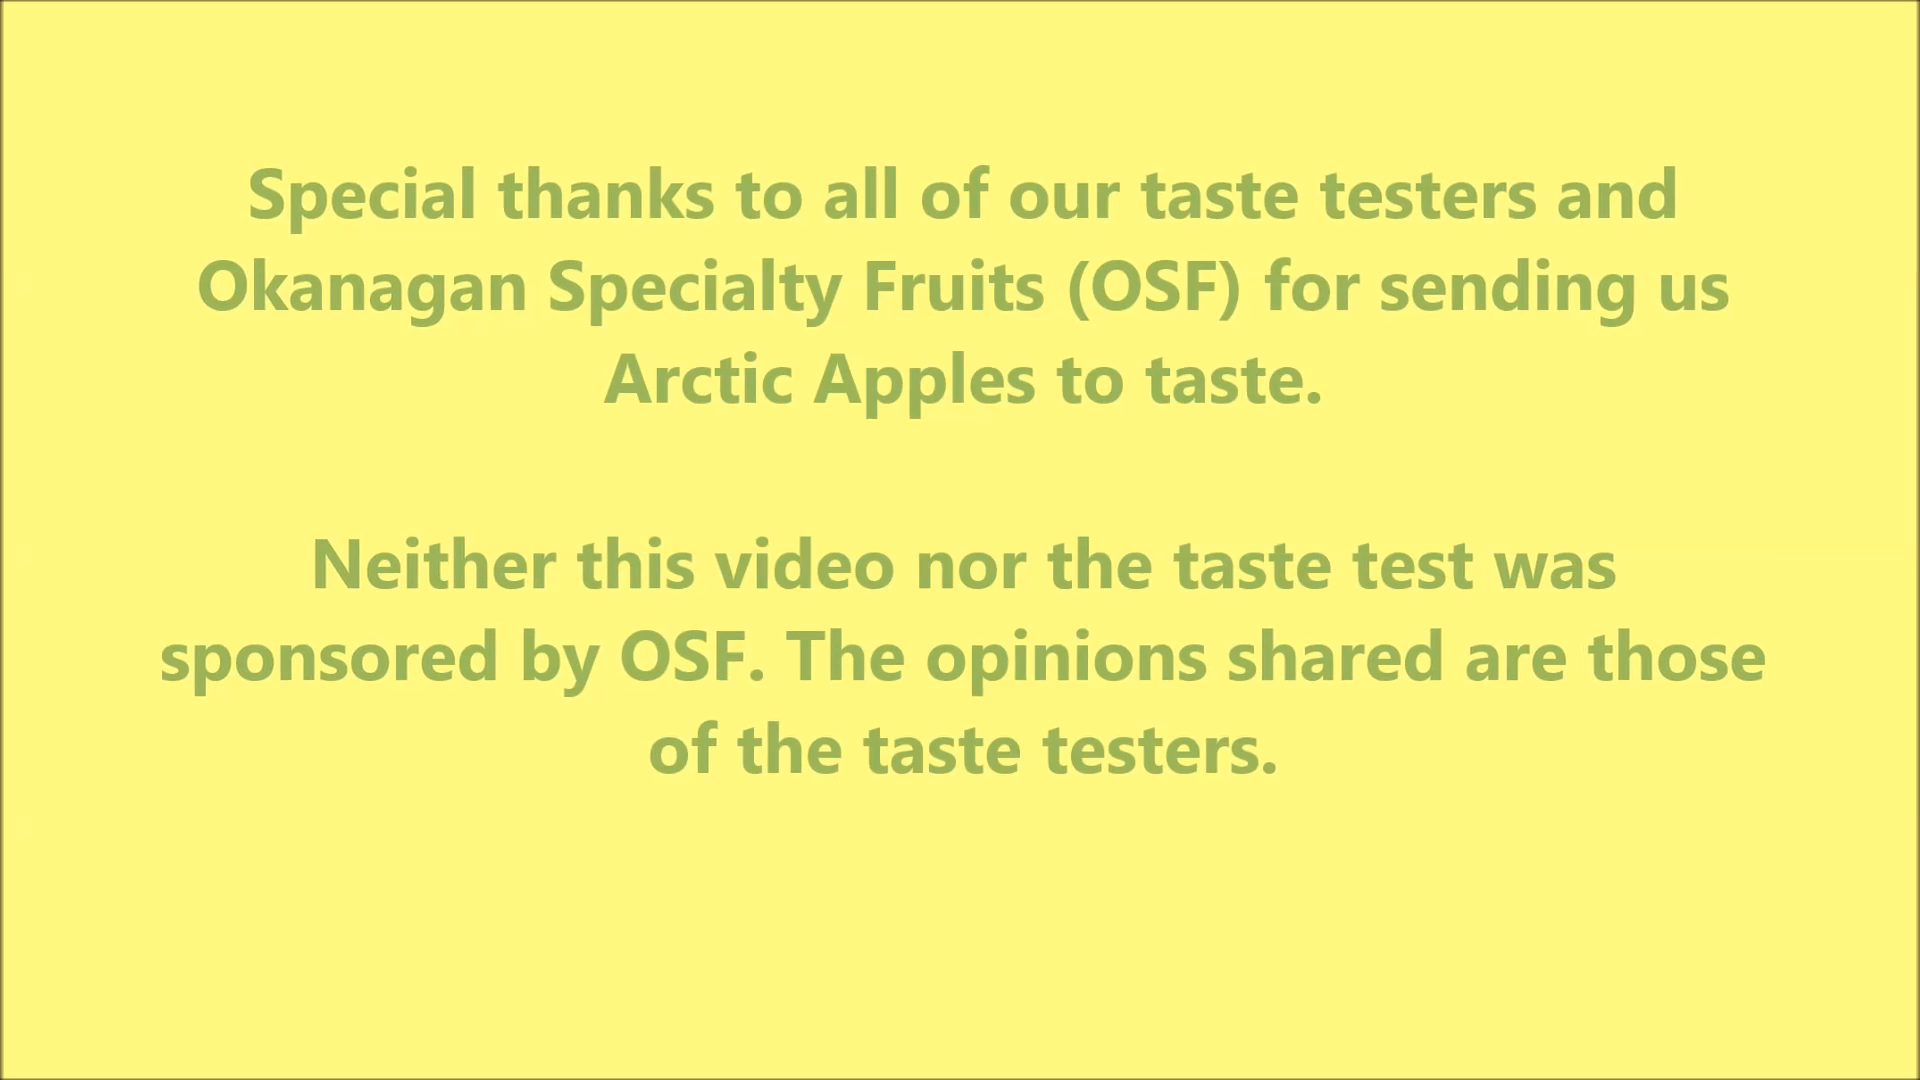 Special thanks to all of our taste testers and
Okanagan Specialty Fruits (OSF) for sending us
Arctic Apples to taste.
Neither this video nor the taste test was
sponsored by OSF. The opinions shared are those
of the taste testers.